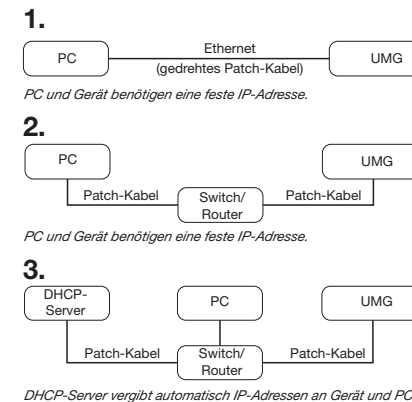 1.
PC
Ethernet
(gedrehtes Patch-Kabel)
UMG
PC und Gerät benötigen eine feste IP-Adresse.
2.
PC
UMG
Patch-Kabel
Switch/
Router
Patch-Kabel
PC und Gerät benötigen eine feste IP-Adresse.
3.
DHCP-
Server
PC
UMG
Patch-Kabel
Switch/
Router
Patch-Kabel
DHCP-Server vergibt automatisch IP-Adressen an Gerät und PC